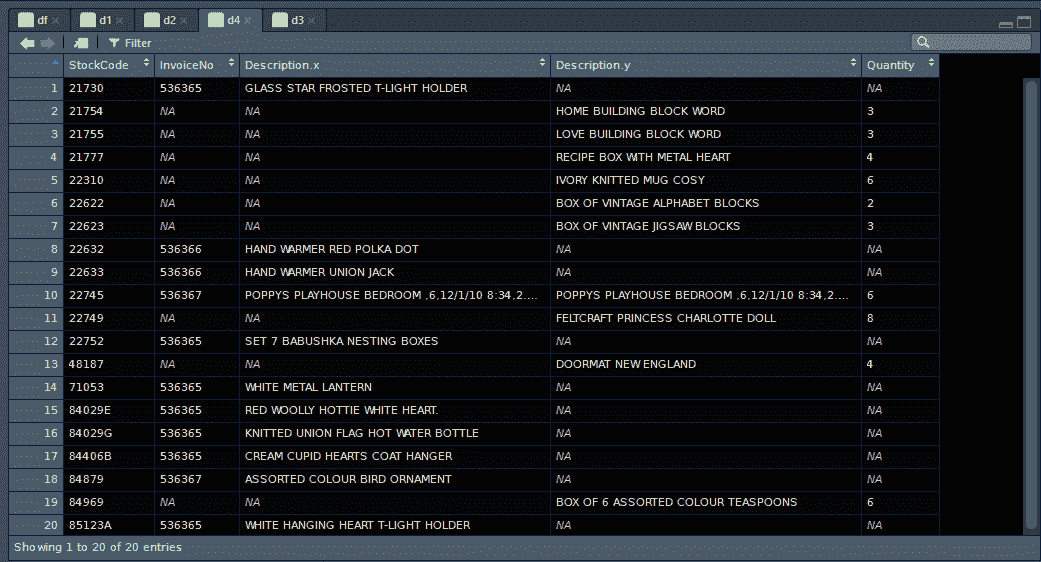 df d1 d2 d4 d3
Filter
StockCode InvoiceNo Description.x Description.y Quantity
1 21730 536365 GLASS STAR FROSTED T-LIGHT HOLDER NA NA
2 21754 NA NA HOME BUILDING BLOCK WORD 3
3 21755 NA NA LOVE BUILDING BLOCK WORD 3
4 21777 NA NA RECIPE BOX WITH METAL HEART 4
5 22310 NA NA IVORY KNITTED MUG COSY 6
6 22622 NA NA BOX OF VINTAGE ALPHABET BLOCKS 2
7 22623 NA NA BOX OF VINTAGE JIGSAW BLOCKS 3
8 22632 536366 HAND WARMER RED POLKA DOT NA NA
9 22633 536366 HAND WARMER UNION JACK NA NA
10 22745 536367 POPPYS PLAYHOUSE BEDROOM ,6,12/1/10 8:34,2.... POPPYS PLAYHOUSE BEDROOM ,6,12/1/10 8:34,2.... 6
11 22749 NA NA FELTCRAFT PRINCESS CHARLOTTE DOLL 8
12 22752 536365 SET 7 BABUSHKA NESTING BOXES NA NA
13 48187 NA NA DOORMAT NEW ENGLAND 4
14 71053 536365 WHITE METAL LANTERN NA NA
15 84029E 536365 RED WOOLLY HOTTIE WHITE HEART. NA NA
16 84029G 536365 KNITTED UNION FLAG HOT WATER BOTTLE NA NA
17 84406B 536365 CREAM CUPID HEARTS COAT HANGER NA NA
18 84879 536367 ASSORTED COLOUR BIRD ORNAMENT NA NA
19 84969 NA NA BOX OF 6 ASSORTED COLOUR TEASPOONS 6
20 85123A 536365 WHITE HANGING HEART T-LIGHT HOLDER NA NA
Showing 1 to 20 of 20 entries